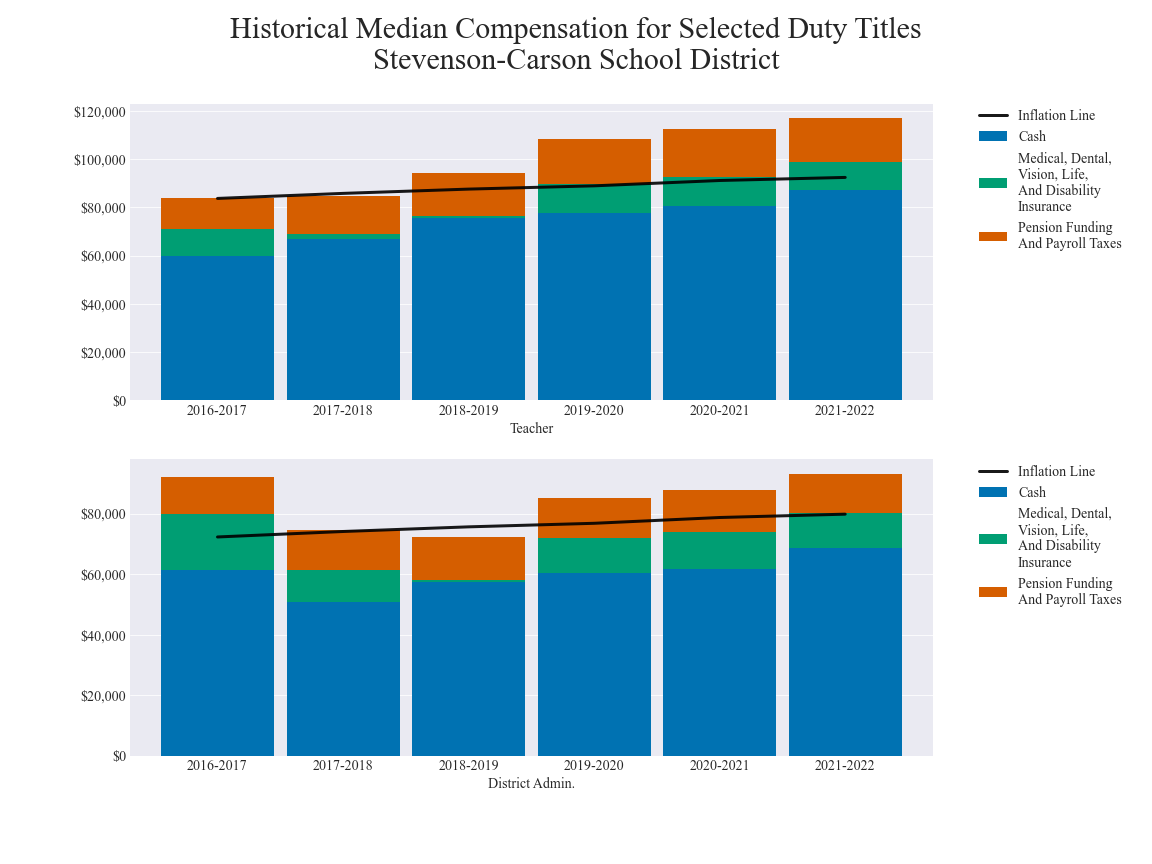 Historical Median Compensation for Selected Duty Titles
Stevenson-Carson School District
$120,000
$100,000
$80,000
$60,000
$40,000
$20,000
$0
2016-2017 2017-2018 2018-2019 2019-2020 2020-2021 2021-2022
Teacher
Inflation Line
Cash
Medical, Dental,
Vision, Life,
And Disability
Insurance
Pension Funding
And Payroll Taxes
$80,000
$60,000
$40,000
$20,000
$0
2016-2017 2017-2018 2018-2019 2019-2020 2020-2021 2021-2022
District Admin.
Inflation Line
Cash
Medical, Dental,
Vision, Life,
And Disability
Insurance
Pension Funding
And Payroll Taxes